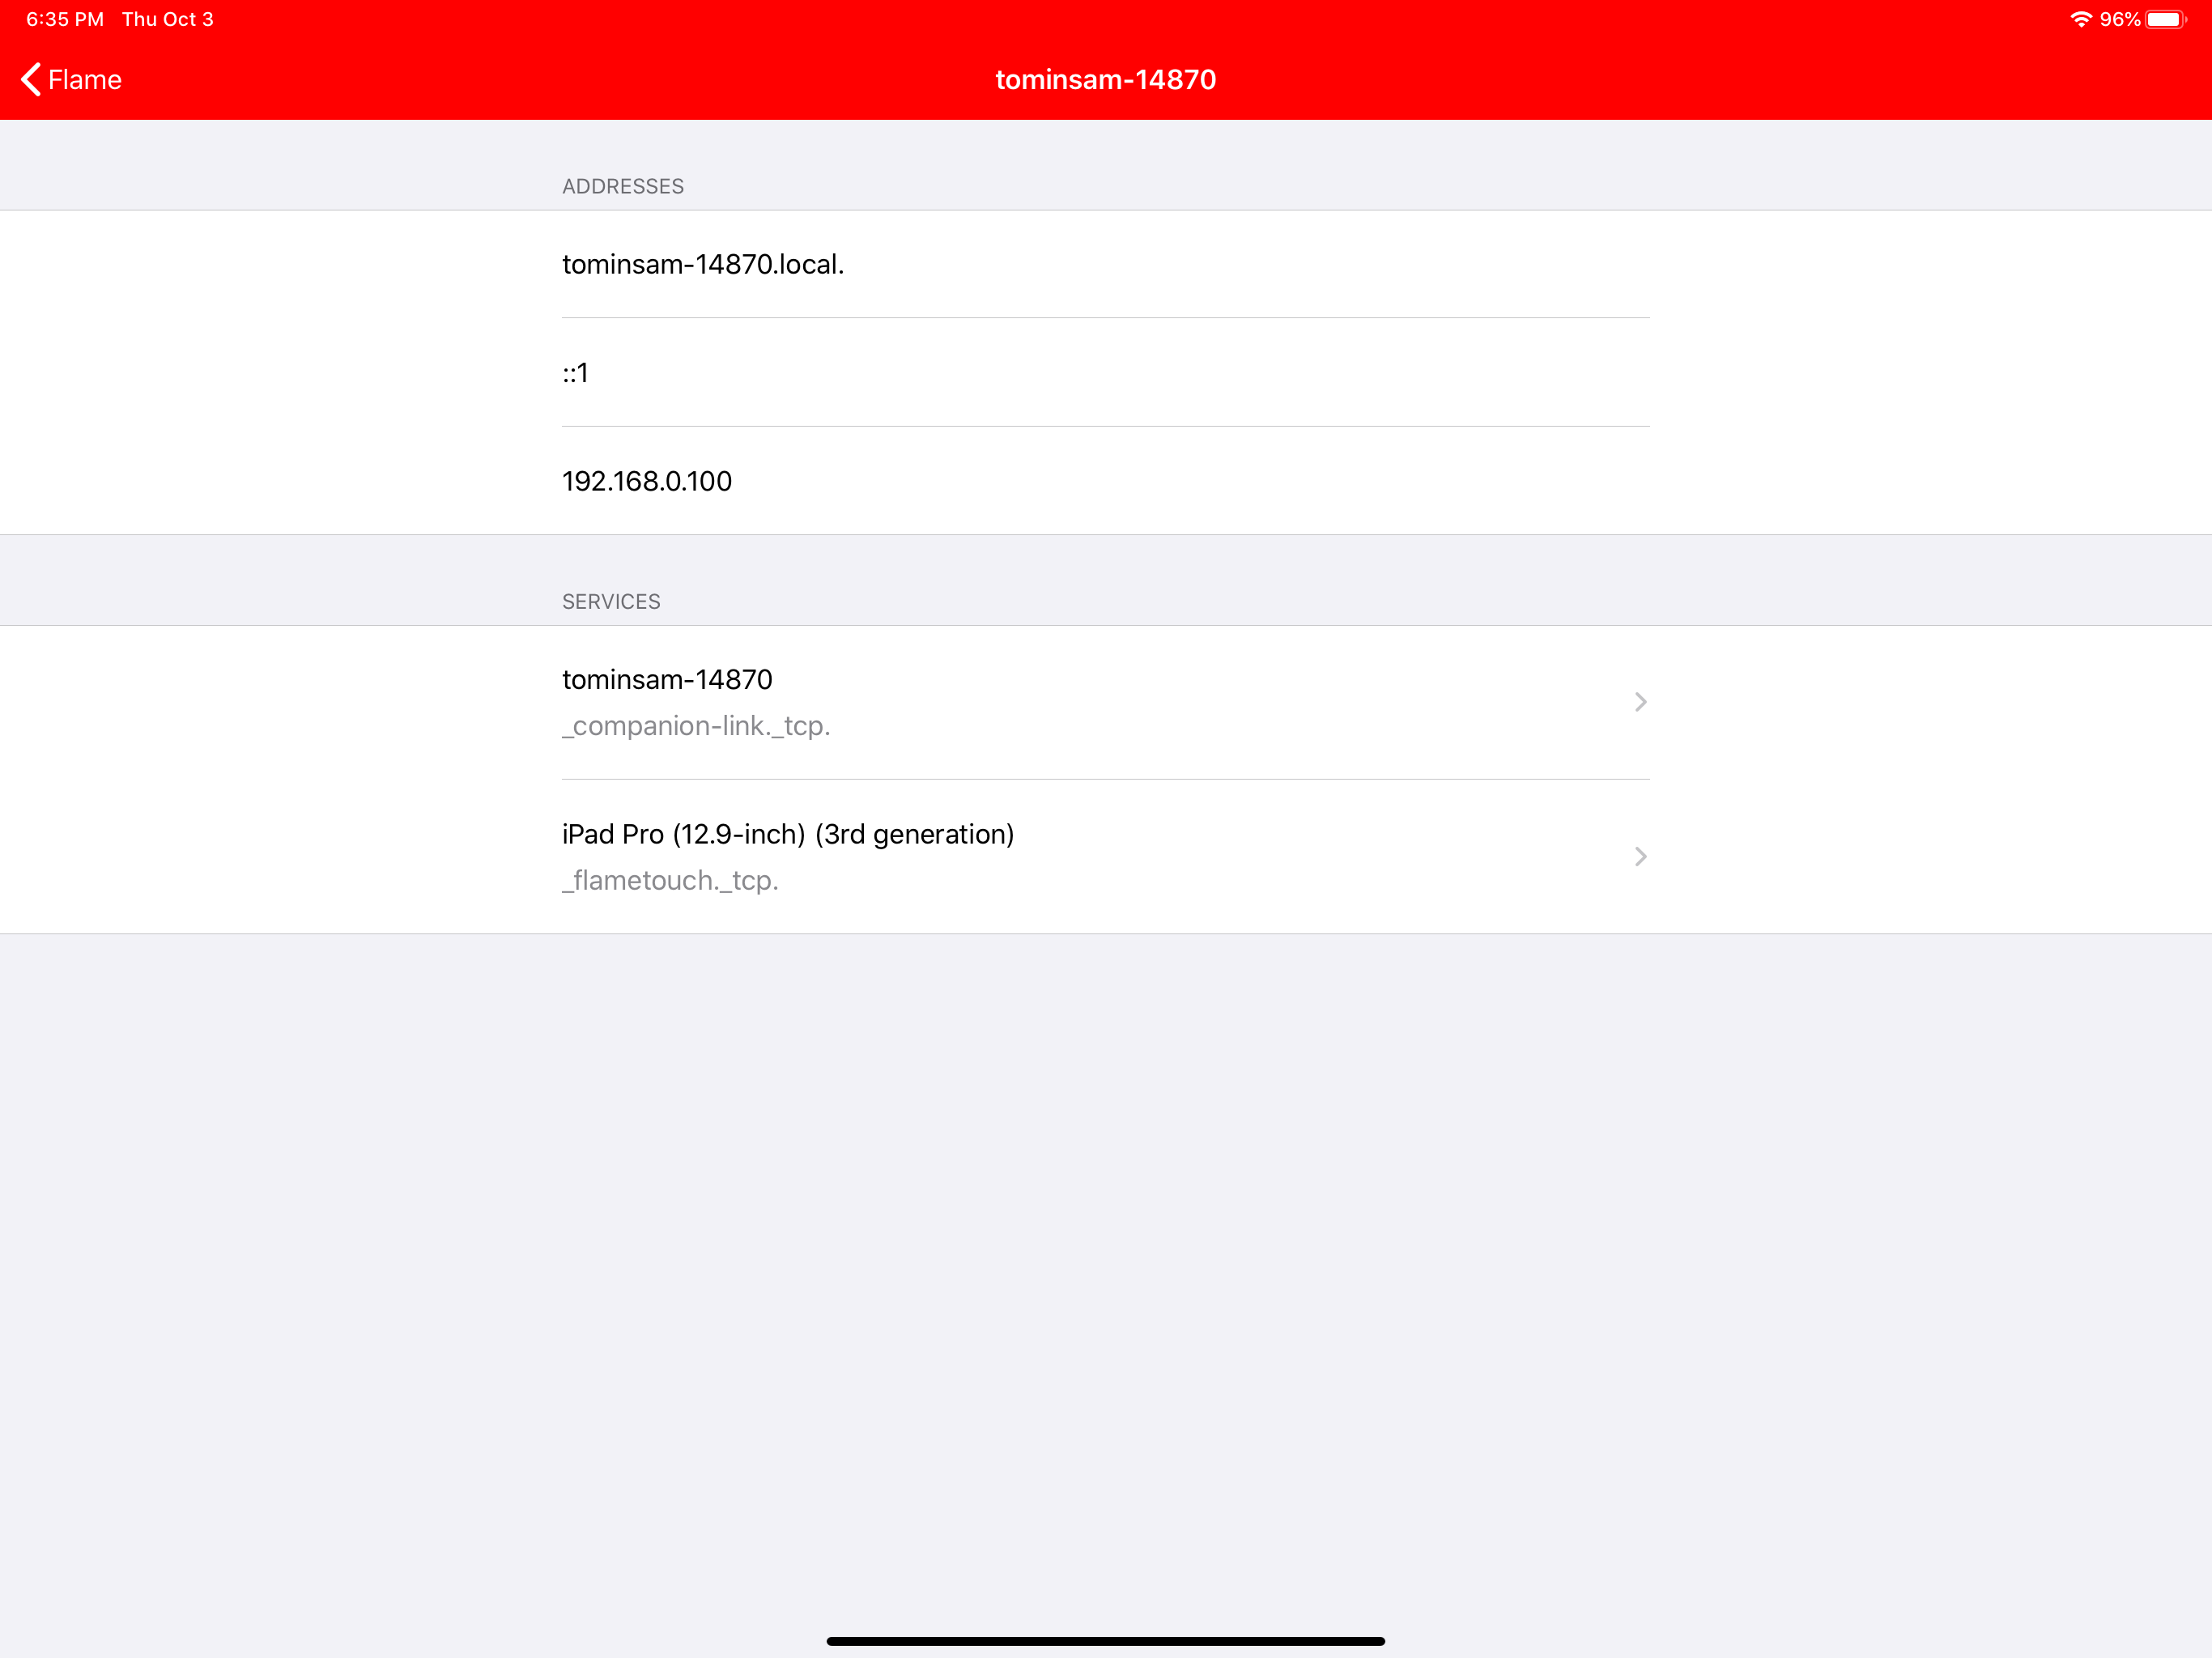 6:35 PM Thu Oct 3 96%
Flame tominsam-14870
ADDRESSES
tominsam-14870.local.
::1
192.168.0.100
SERVICES
tominsam-14870
_companion-link._tcp.
iPad Pro (12.9-inch) (3rd generation)
_flametouch._tcp.